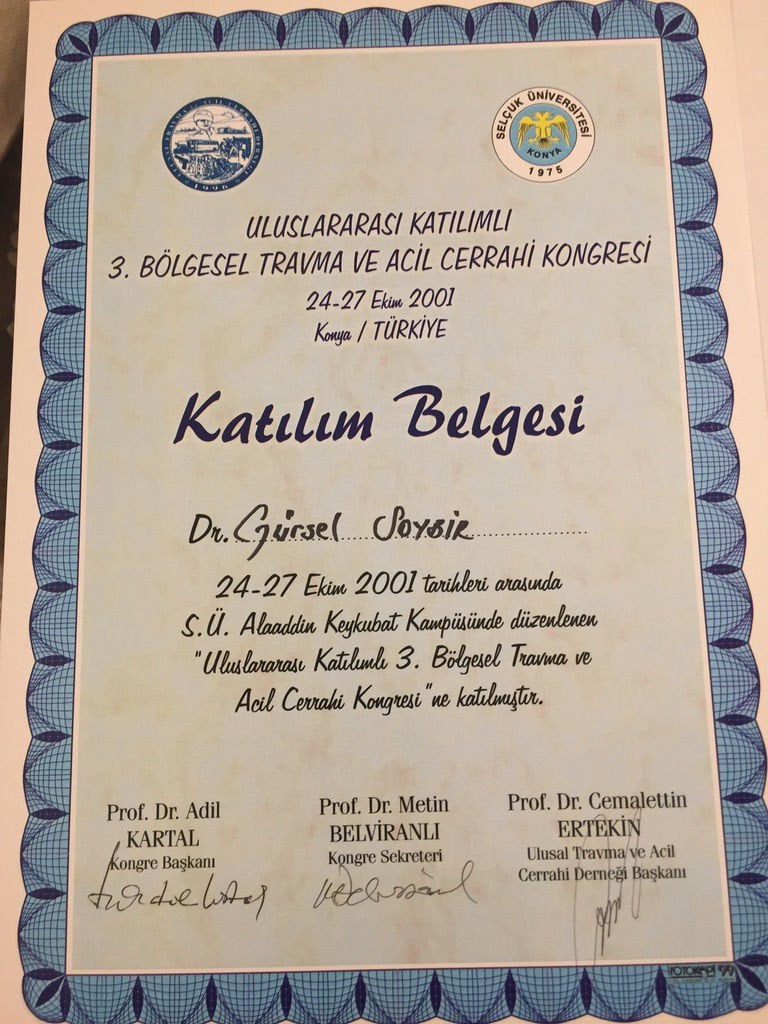 1996
SELÇUK ÜNİVERSİTESİ
KONYA
1975
ULUSLARARASI KATILIMLI
3. BÖLGESEL TRAVMA VE ACİL CERRAHİ KONGRESİ
24-27 Ekim 2001
Konya / TÜRKİYE
Katılım Belgesi
Dr. Gürsel SOYBİR
24-27 Ekim 2001 tarihleri arasında
S.Ü. Alaaddin Keykubat Kampüsünde düzenlenen
"Uluslararası Katılımlı 3. Bölgesel Travma ve
Acil Cerrahi Kongresi"ne katılmıştır.
Prof. Dr. Adil
KARTAL
Kongre Başkanı
Prof. Dr. Metin
BELVİRANLI
Kongre Sekreteri
Prof. Dr. Cemalettin
ERTEKİN
Ulusal Travma ve Acil
Cerrahi Derneği Başkanı